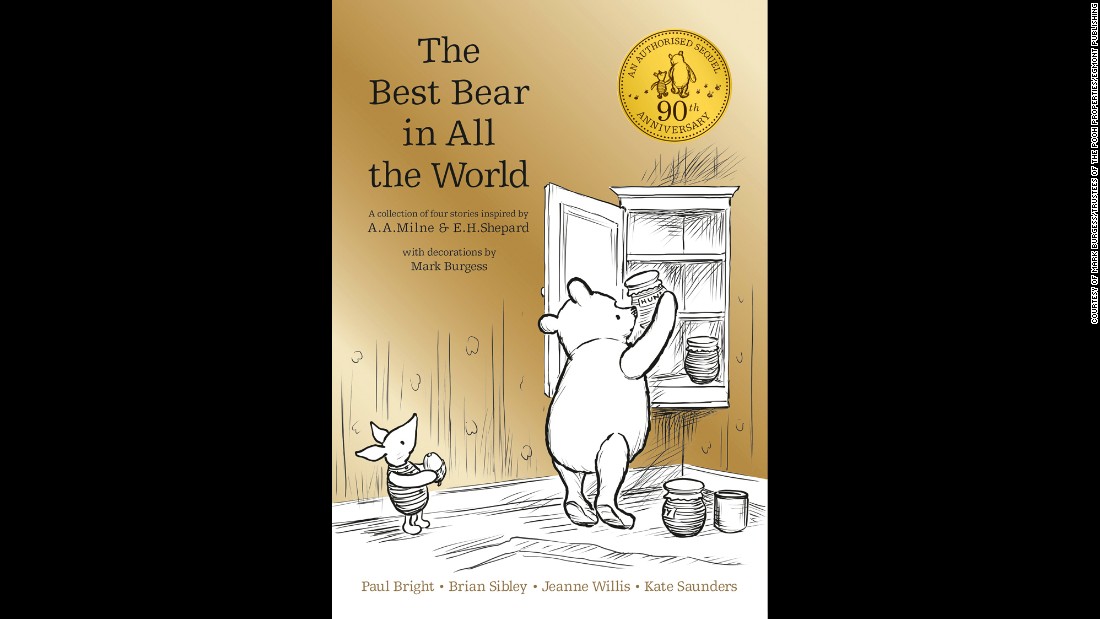 The
Best Bear
in All
the World
A collection of four stories inspired by
A.A.Milne & E.H.Shepard
with decorations by
Mark Burgess
AN AUTHORISED SEQUEL
90th
ANNIVERSARY
HUNY
Paul Bright • Brian Sibley • Jeanne Willis • Kate Saunders
COURTESY OF MARK BURGESS/TRUSTEES OF THE POOH PROPERTIES/EGMONT PUBLISHING